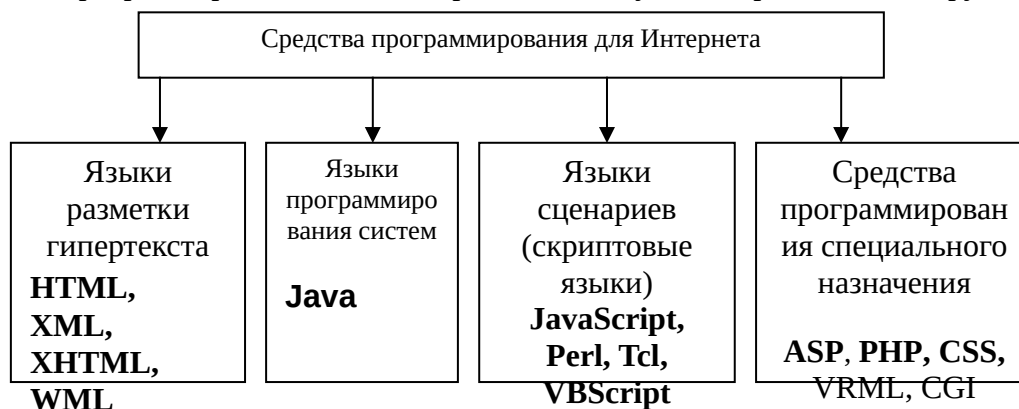 Средства программирования для Интернета
Языки
разметки
гипертекста
HTML,
XML,
XHTML,
WML
Языки
программиро
вания систем
Java
Языки
сценариев
(скриптовые
языки)
JavaScript,
Perl, Tcl,
VBScript
Средства
программирован
ия специального
назначения
ASP, PHP, CSS,
VRML, CGI